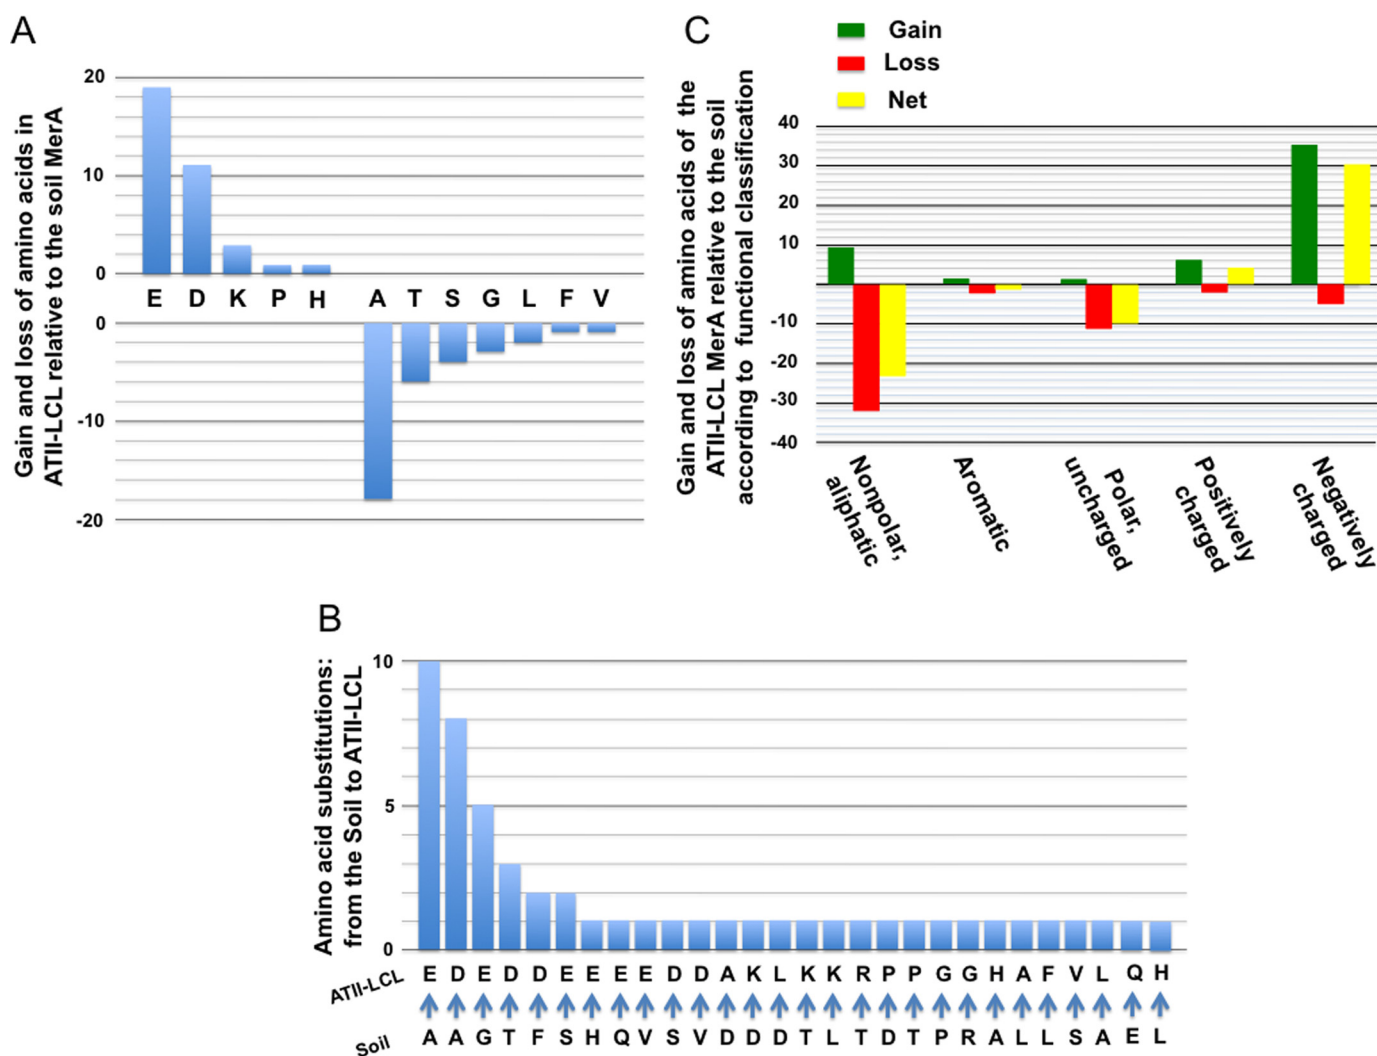 A
Gain and loss of amino acids in
ATII-LCL relative to the soil MerA
20
10
0
E D K P H
A T S G L F V
0
-10
-20
C
Gain
Loss
Net
Gain and loss of amino acids of the
ATII-LCL MerA relative to the soil
according to functional classification
40
30
20
10
-10
-20
-30
-40
Nonpolar,
aliphatic
Aromatic
Polar,
uncharged
Positively
charged
Negatively
charged
B
Amino acid substitutions:
from the Soil to ATII-LCL
10
5
0
ATII-LCL E D E D D E E E E D D A K L K K R P P G G H A F V L Q H
Soil A A G T F S H Q V S V D D D T L T D T P R A L L S A E L